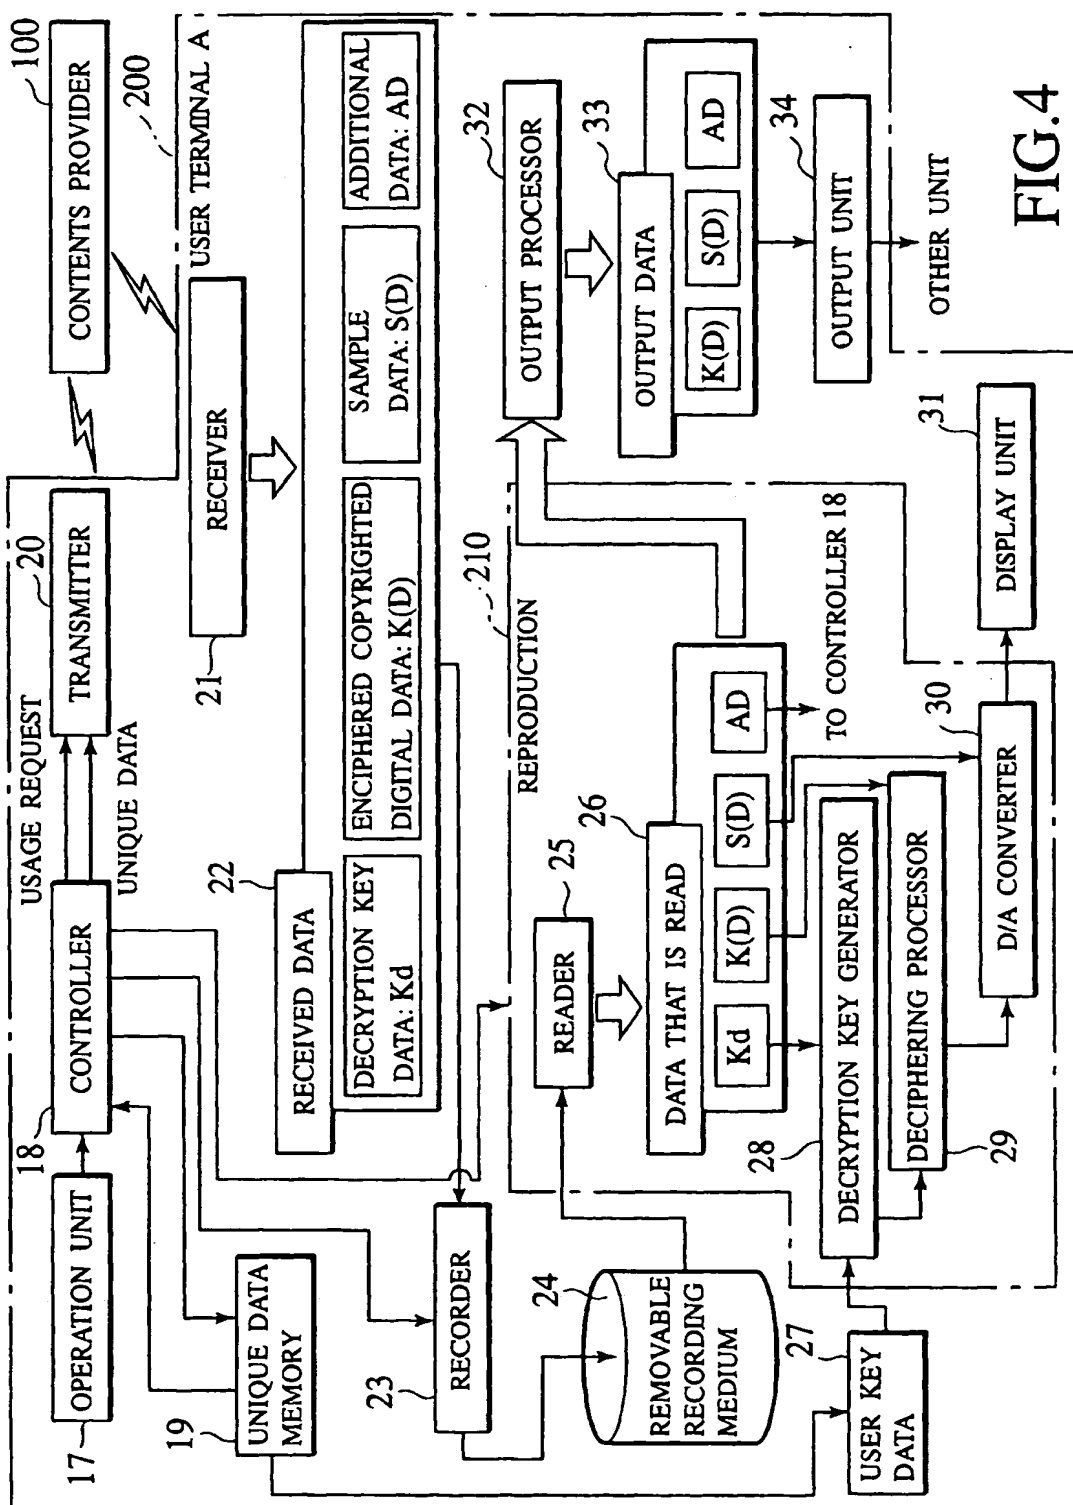 100
CONTENTS PROVIDER
200
USER TERMINAL A
USAGE REQUEST
UNIQUE DATA
17
OPERATION UNIT
18
CONTROLLER
20
TRANSMITTER
19
UNIQUE DATA
MEMORY
21
RECEIVER
22
RECEIVED DATA
DECRYPTION KEY
DATA: Kd
ENCIPHERED COPYRIGHTED
DIGITAL DATA: K(D)
SAMPLE
DATA: S(D)
ADDITIONAL
DATA: AD
23
RECORDER
24
REMOVABLE
RECORDING
MEDIUM
210
REPRODUCTION
25
READER
26
DATA THAT IS READ
Kd
K(D)
S(D)
AD
TO CONTROLLER 18
27
USER KEY
DATA
28
DECRYPTION KEY GENERATOR
29
DECIPHERING PROCESSOR
30
D/A CONVERTER
31
DISPLAY UNIT
32
OUTPUT PROCESSOR
33
OUTPUT DATA
K(D)
S(D)
AD
34
OUTPUT UNIT
OTHER UNIT
FIG.4